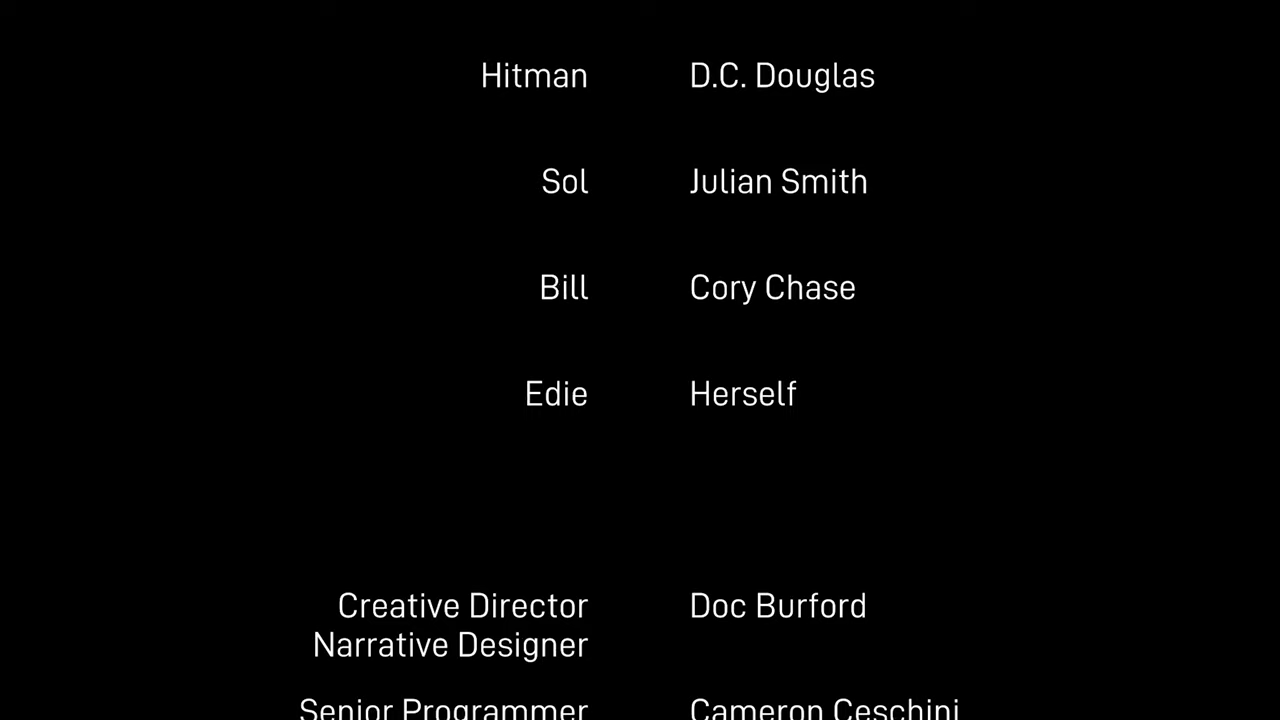 Hitman D.C. Douglas
Sol Julian Smith
Bill Cory Chase
Edie Herself
Creative Director Doc Burford
Narrative Designer
Senior Programmer Cameron Ceschini